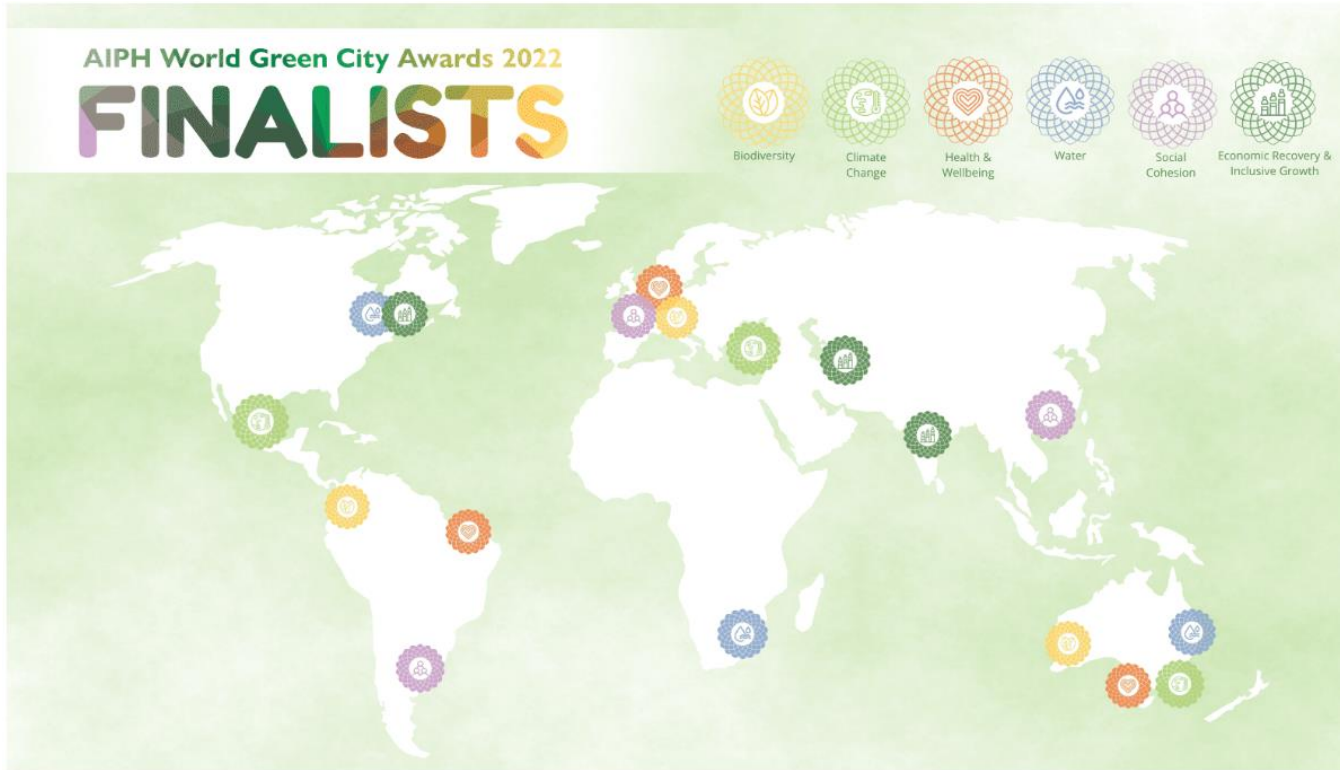 AIPH World Green City Awards 2022
FINALISTS
Biodiversity
Climate
Change
Health &
Wellbeing
Water
Social
Cohesion
Economic Recovery &
Inclusive Growth